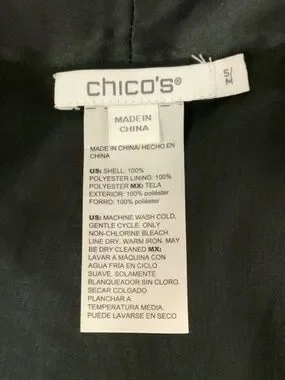 chico's®
S/M
MADE IN
CHINA
MADE IN CHINA/ HECHO EN
CHINA
US: SHELL: 100%
POLYESTER LINING: 100%
POLYESTER MX: TELA
EXTERIOR: 100% poliéster
FORRO: 100% poliéster
US: MACHINE WASH COLD,
GENTLE CYCLE. ONLY
NON-CHLORINE BLEACH.
LINE DRY. WARM IRON. MAY
BE DRY CLEANED MX:
LAVAR A MÁQUINA CON
AGUA FRÍA EN CICLO
SUAVE. SOLAMENTE
BLANQUEADOR SIN CLORO.
SECAR COLGADO.
PLANCHAR A
TEMPERATURA MEDIA.
PUEDE LAVARSE EN SECO